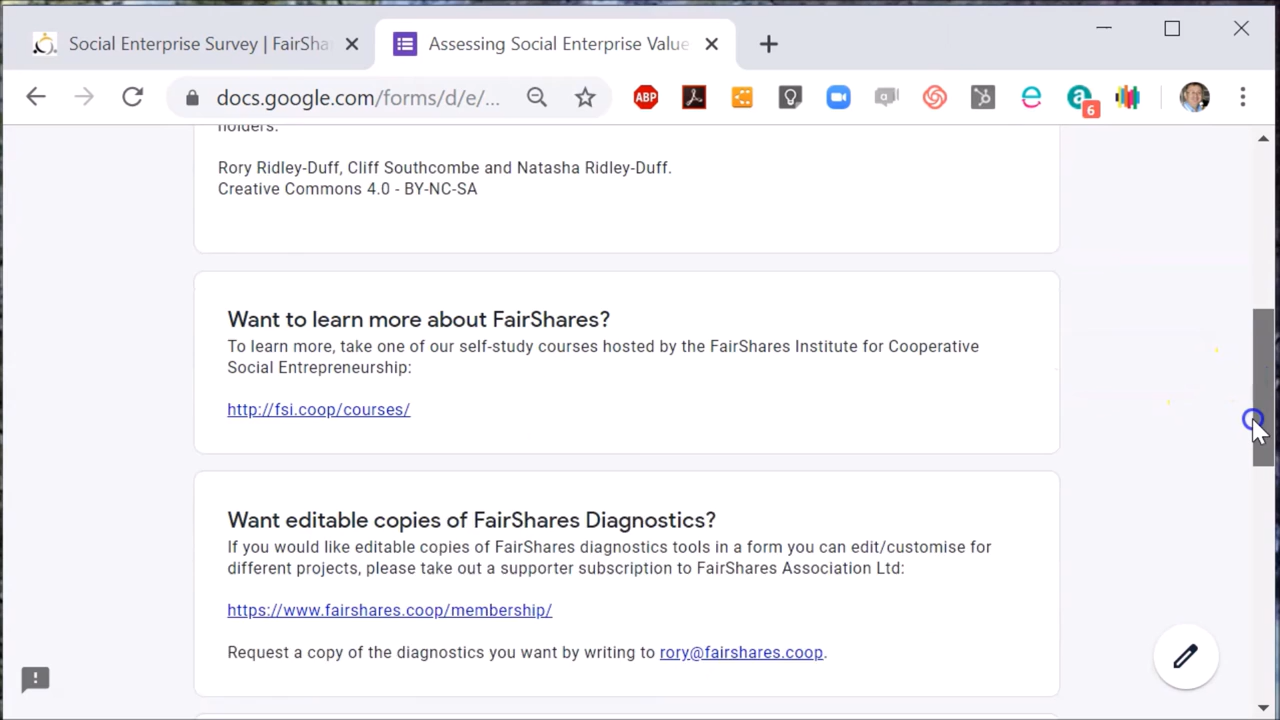 Social Enterprise Survey | FairSha
Assessing Social Enterprise Value
docs.google.com/forms/d/e/...
ABP
6
holders.
Rory Ridley-Duff, Cliff Southcombe and Natasha Ridley-Duff.
Creative Commons 4.0 - BY-NC-SA
Want to learn more about FairShares?
To learn more, take one of our self-study courses hosted by the FairShares Institute for Cooperative
Social Entrepreneurship:
http://fsi.coop/courses/
Want editable copies of FairShares Diagnostics?
If you would like editable copies of FairShares diagnostics tools in a form you can edit/customise for
different projects, please take out a supporter subscription to FairShares Association Ltd:
https://www.fairshares.coop/membership/
Request a copy of the diagnostics you want by writing to rory@fairshares.coop.